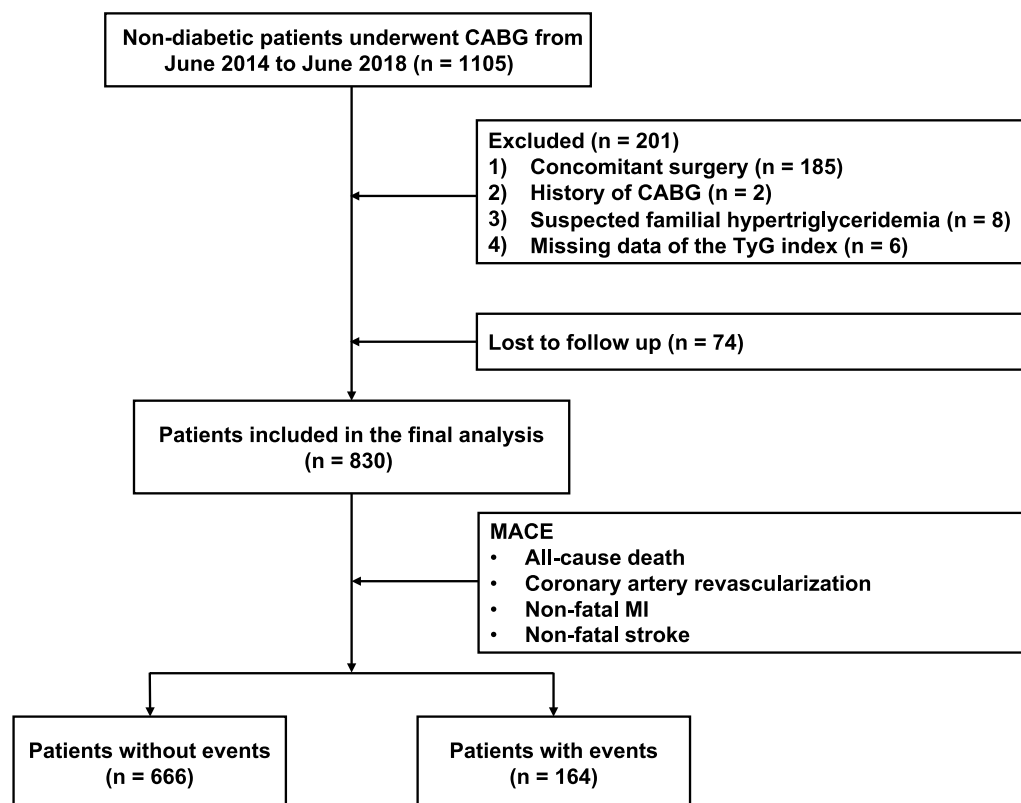 Non-diabetic patients underwent CABG from
June 2014 to June 2018 (n = 1105)
Excluded (n = 201)
1) Concomitant surgery (n = 185)
2) History of CABG (n = 2)
3) Suspected familial hypertriglyceridemia (n = 8)
4) Missing data of the TyG index (n = 6)
Lost to follow up (n = 74)
Patients included in the final analysis
(n = 830)
MACE
• All-cause death
• Coronary artery revascularization
• Non-fatal MI
• Non-fatal stroke
Patients without events
(n = 666)
Patients with events
(n = 164)